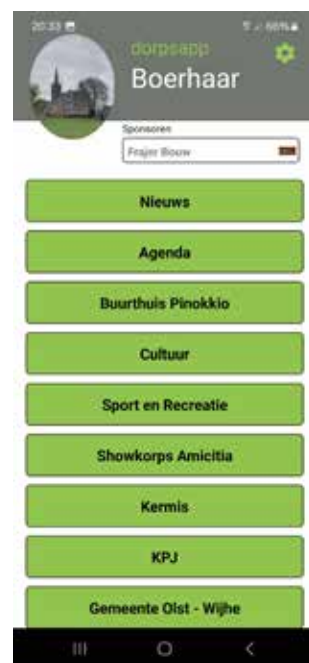 20:33
66%
dorpsapp
Boerhaar
Sponsoren
Frajer Bouw
Nieuws
Agenda
Buurthuis Pinokkio
Cultuur
Sport en Recreatie
Showkorps Amicitia
Kermis
KPJ
Gemeente Olst - Wijhe